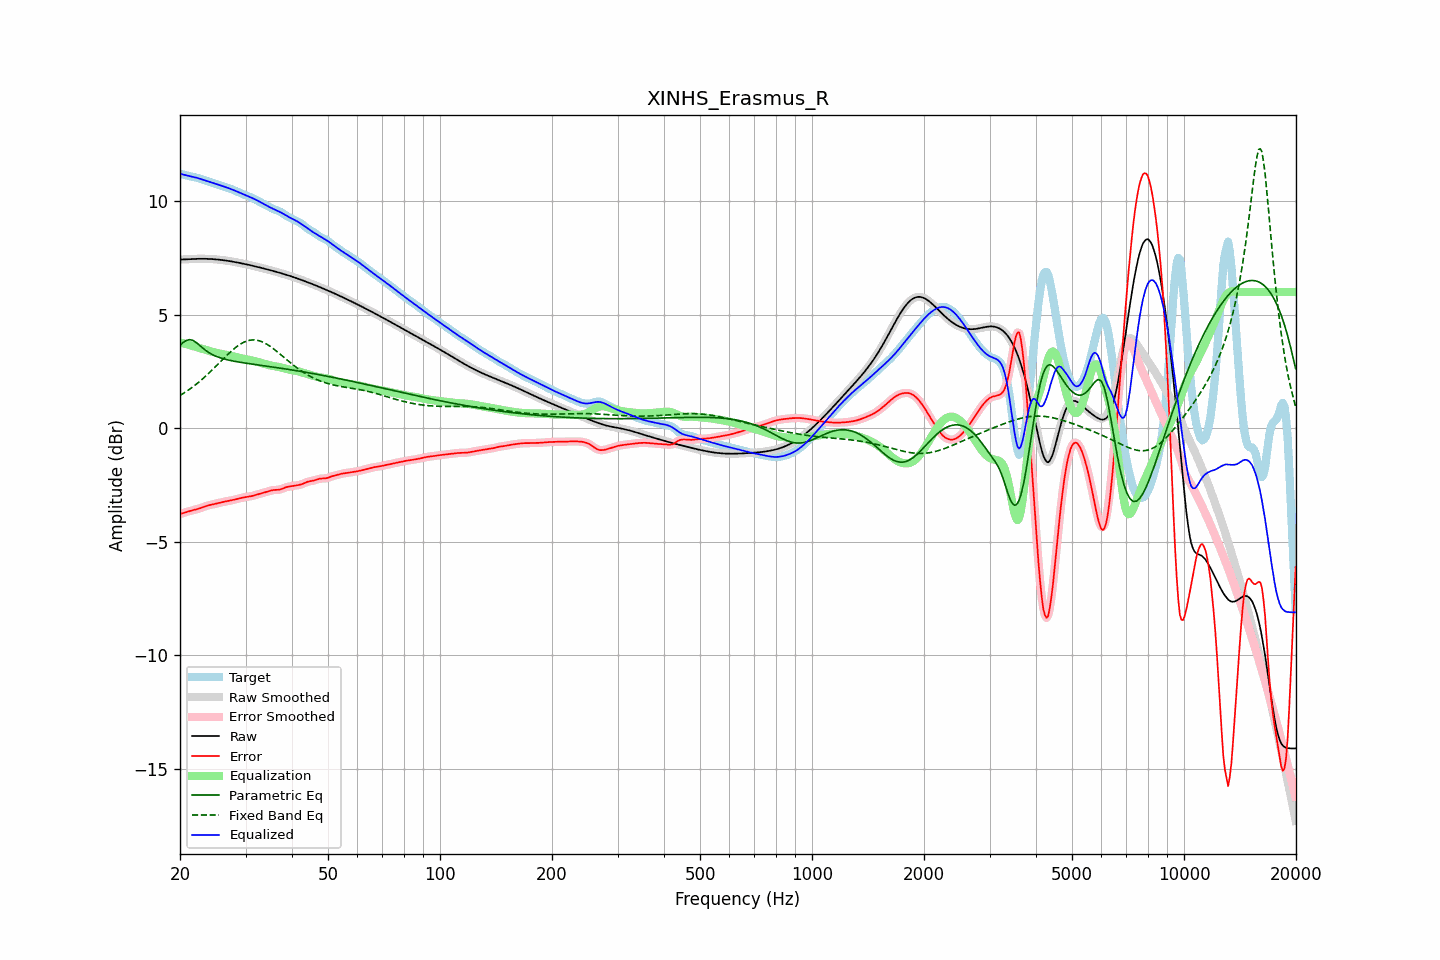 XINHS_Erasmus_R
Amplitude (dBr)
10
5
0
−5
−10
−15
Target
Raw Smoothed
Error Smoothed
Raw
Error
Equalization
Parametric Eq
Fixed Band Eq
Equalized
20 50 100 200 500 1000 2000 5000 10000 20000
Frequency (Hz)